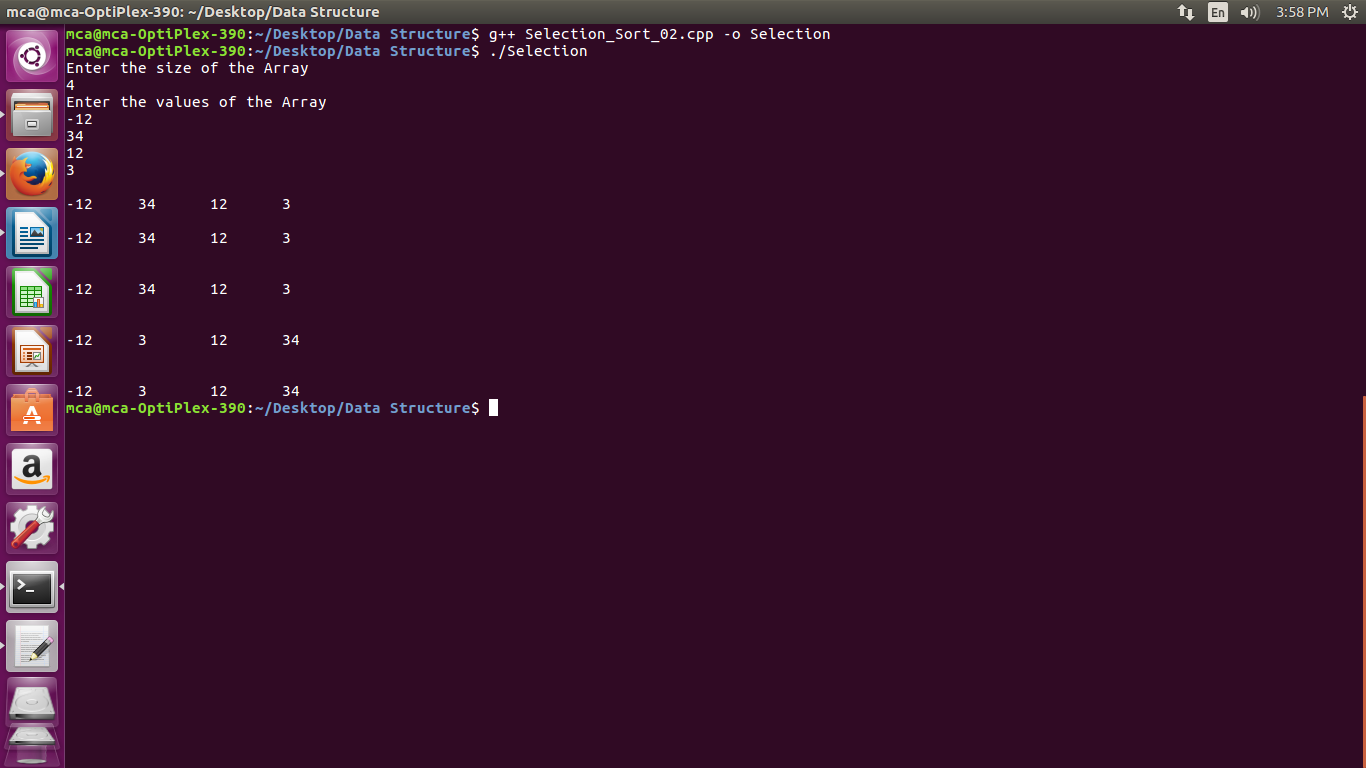 mca@mca-OptiPlex-390: ~/Desktop/Data Structure En 3:58 PM
mca@mca-OptiPlex-390:~/Desktop/Data Structure$ g++ Selection_Sort_02.cpp -o Selection
mca@mca-OptiPlex-390:~/Desktop/Data Structure$ ./Selection
Enter the size of the Array
4
Enter the values of the Array
-12
34
12
3
-12 34 12 3
-12 34 12 3
-12 34 12 3
-12 3 12 34
-12 3 12 34
mca@mca-OptiPlex-390:~/Desktop/Data Structure$